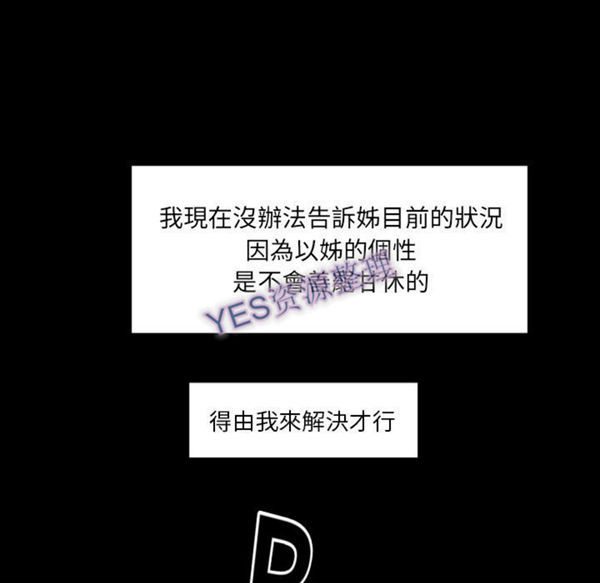 我現在沒辦法告訴姊目前的狀況
因為以姊的個性
是不會善罷甘休的
YES资源整理
得由我來解決才行